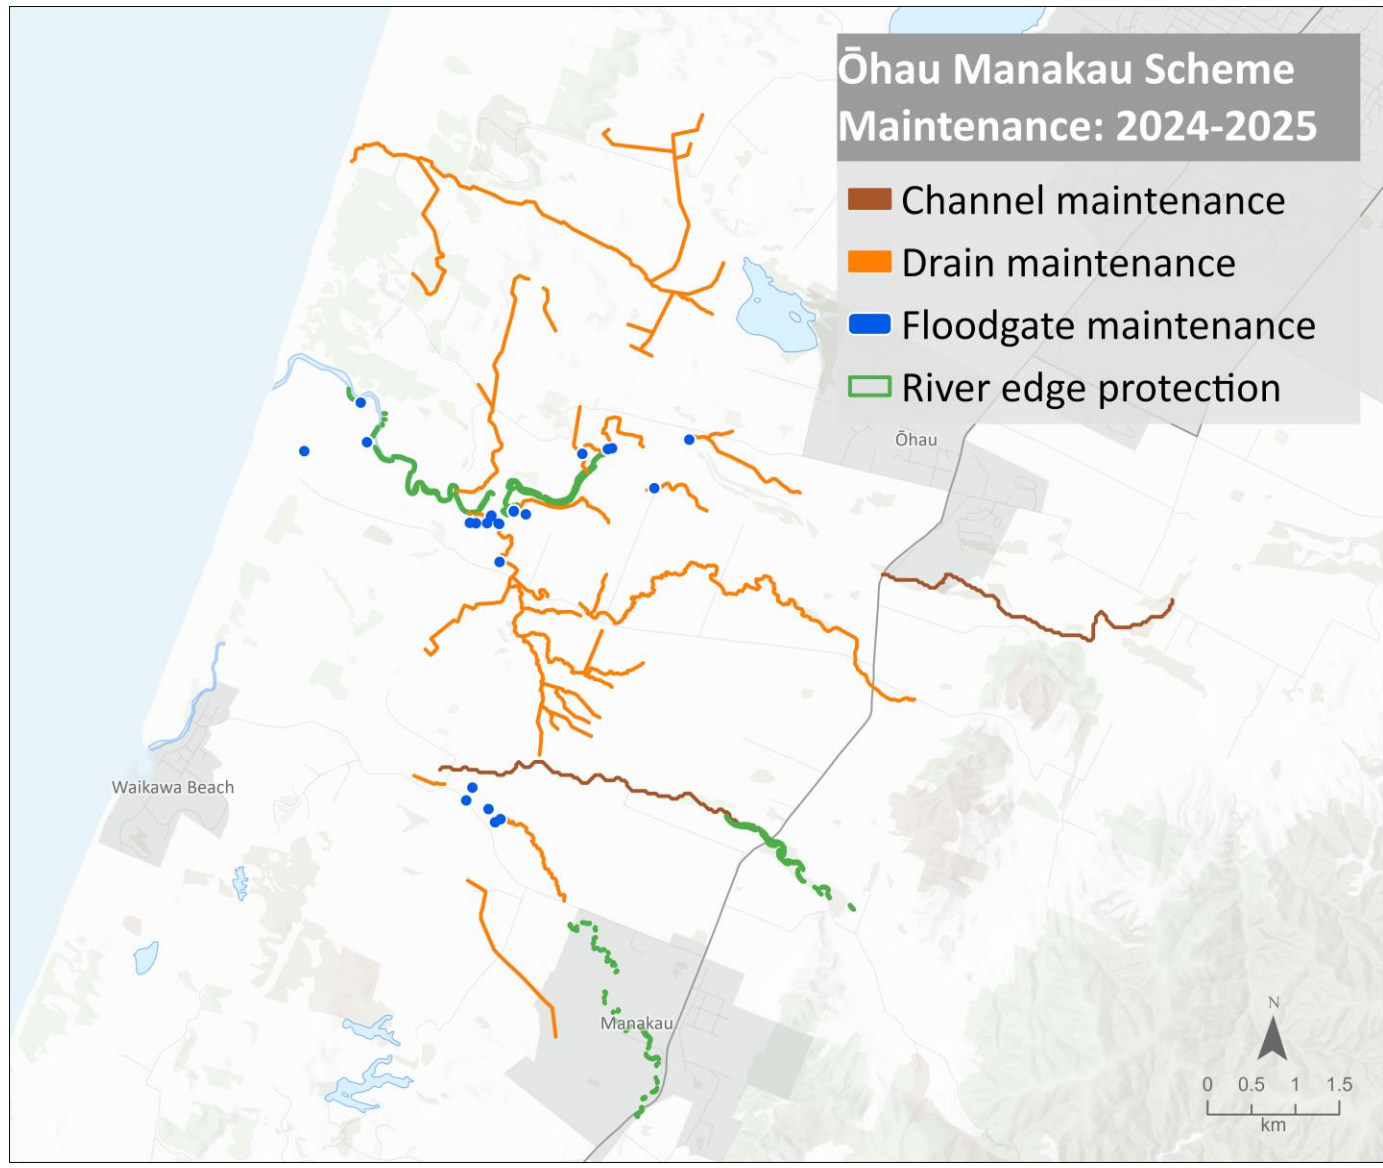 Ōhau Manakau Scheme
Maintenance: 2024-2025
Channel maintenance
Drain maintenance
Floodgate maintenance
River edge protection
Ōhau
Waikawa Beach
Manakau
N
0 0.5 1 1.5
km